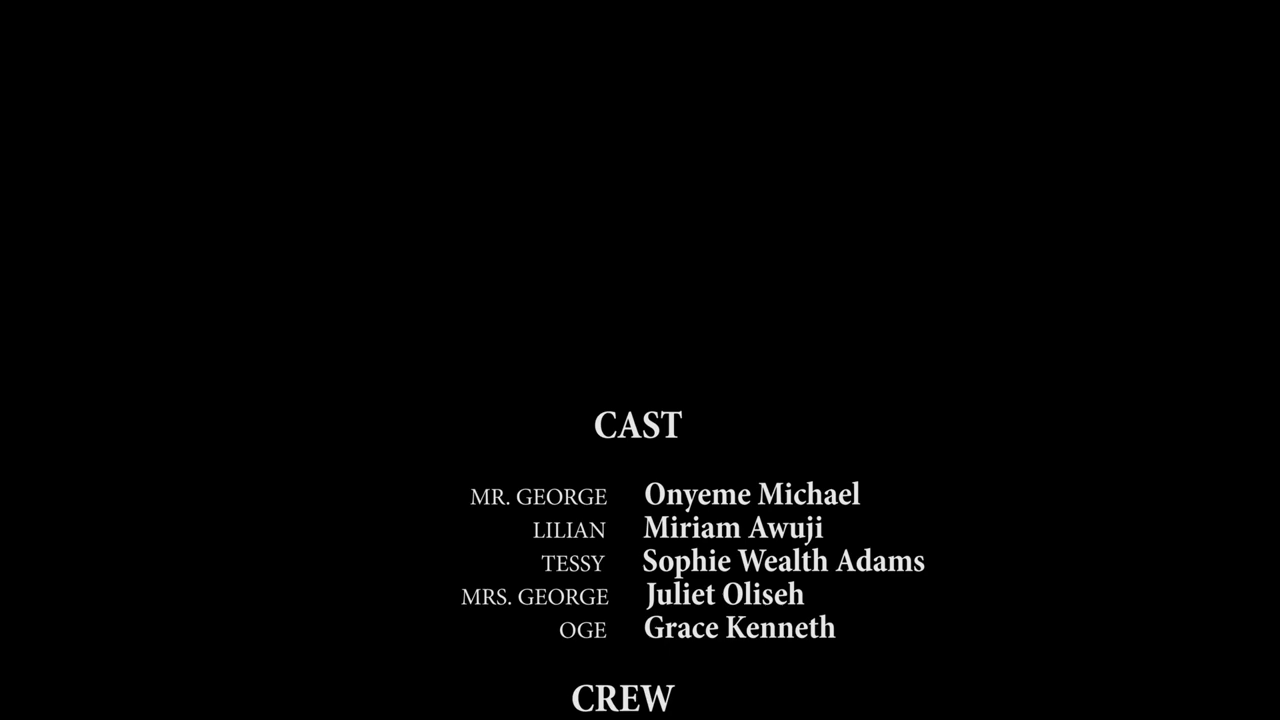 CAST
MR. GEORGE Onyeme Michael
LILIAN Miriam Awuji
TESSY Sophie Wealth Adams
MRS. GEORGE Juliet Oliseh
OGE Grace Kenneth
CREW